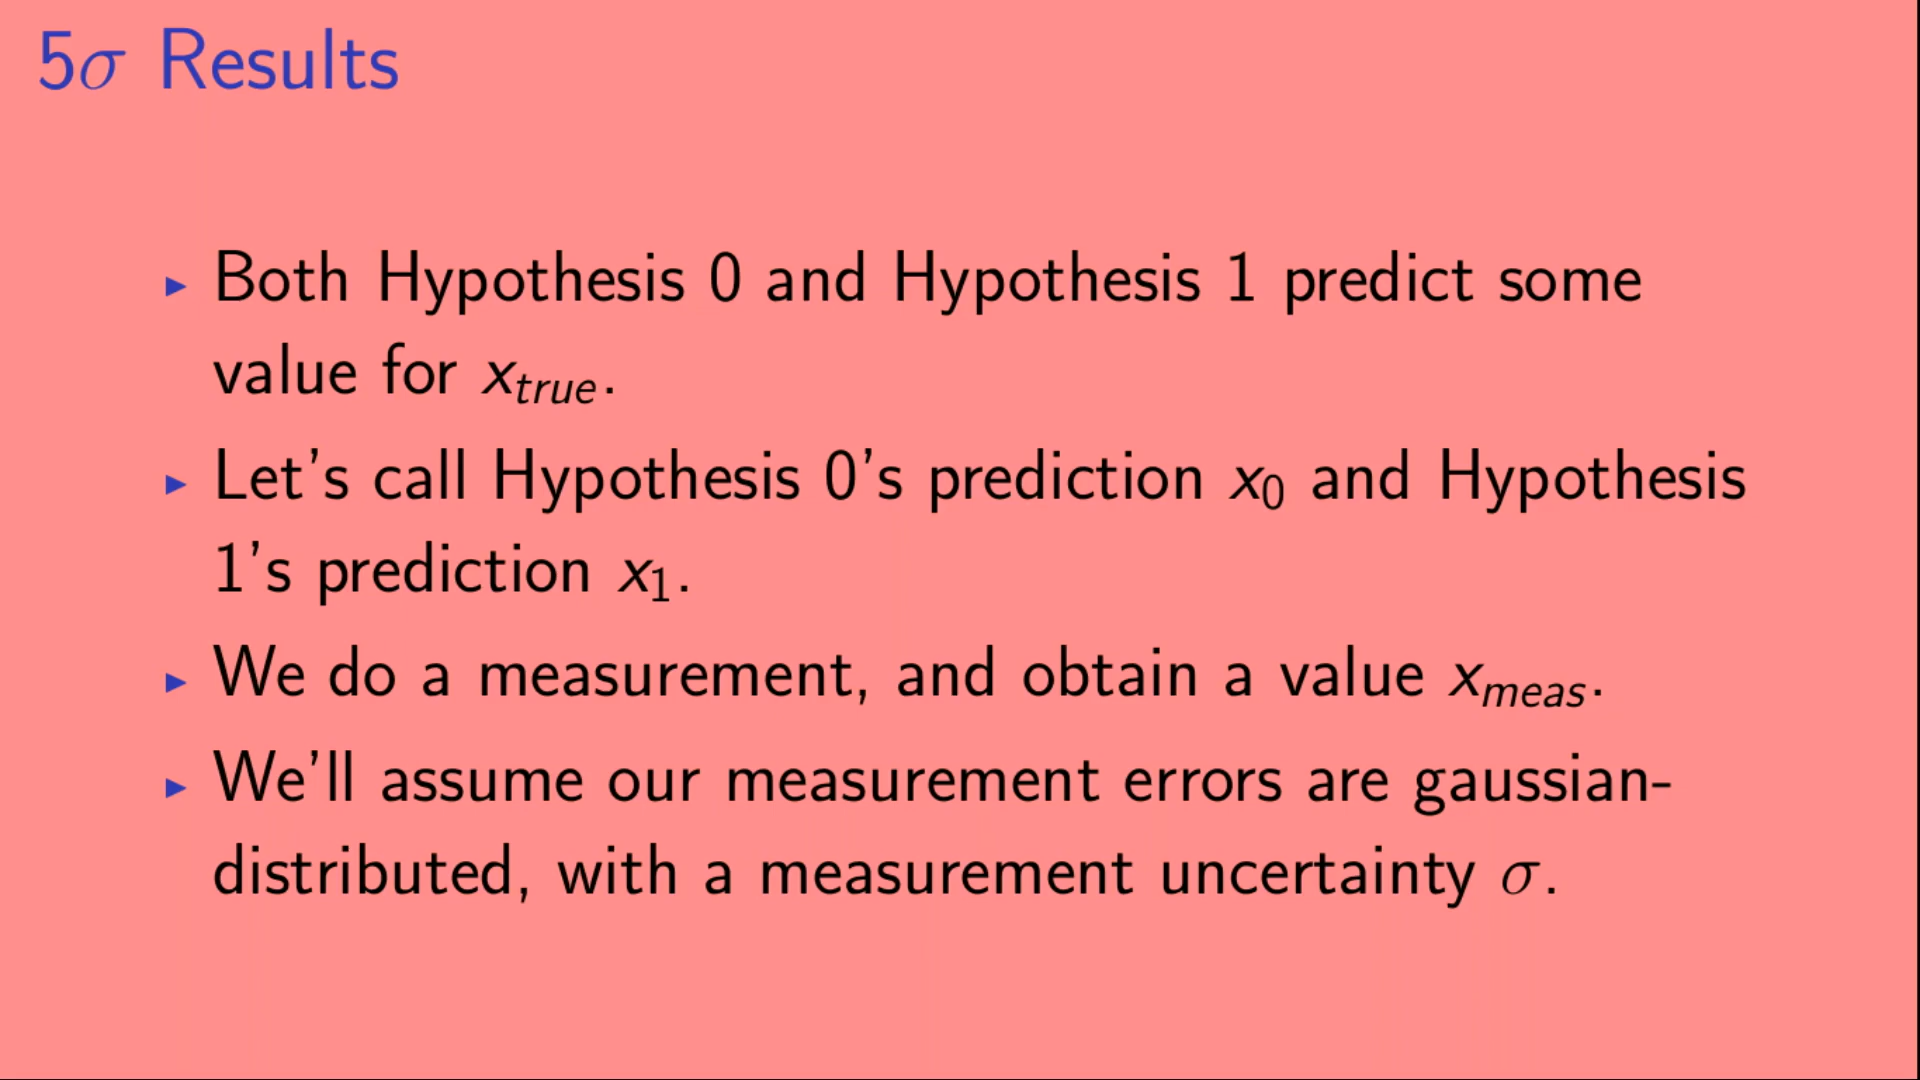 5σ Results
▸ Both Hypothesis 0 and Hypothesis 1 predict some
value for x_true.
▸ Let's call Hypothesis 0's prediction x_0 and Hypothesis
1's prediction x_1.
▸ We do a measurement, and obtain a value x_meas.
▸ We'll assume our measurement errors are gaussian-
distributed, with a measurement uncertainty σ.